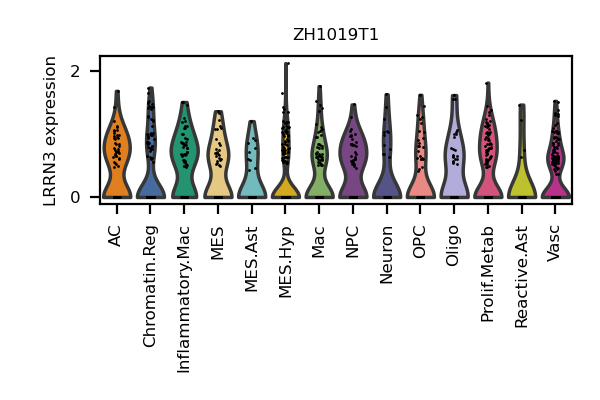 ZH1019T1
LRRN3 expression
2
0
AC
Chromatin.Reg
Inflammatory.Mac
MES
MES.Ast
MES.Hyp
Mac
NPC
Neuron
OPC
Oligo
Prolif.Metab
Reactive.Ast
Vasc